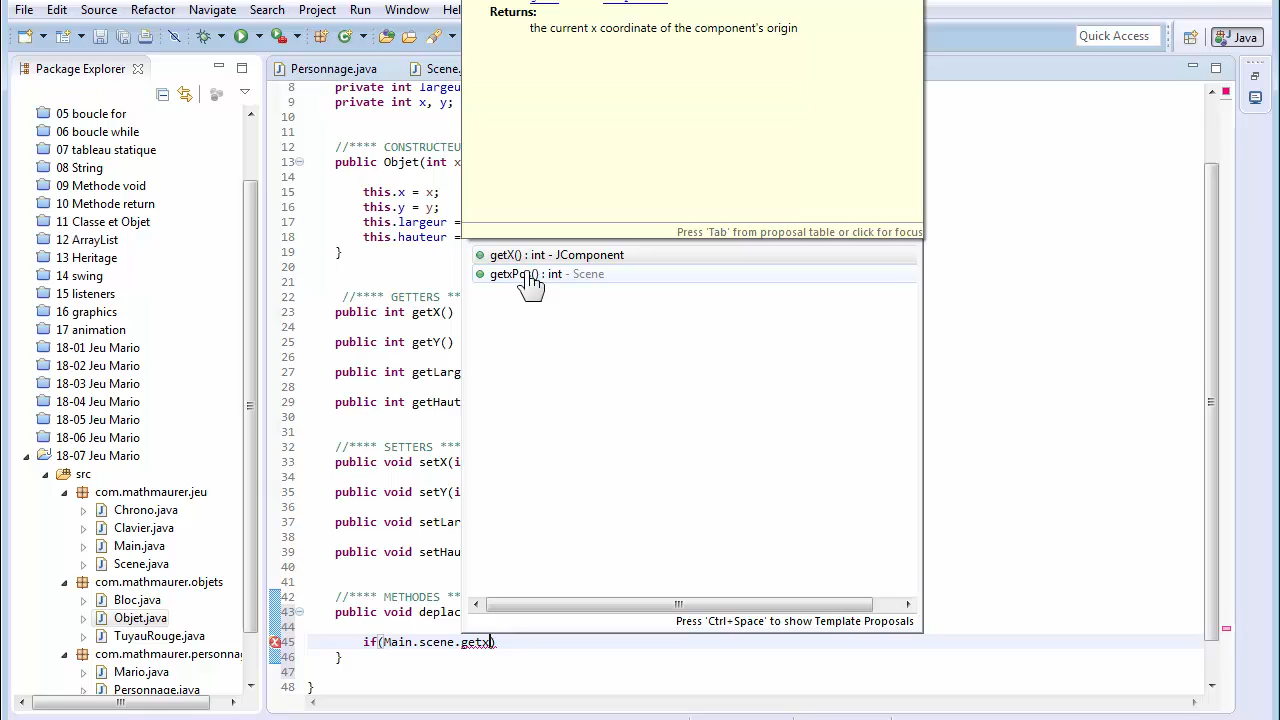 File Edit Source Refactor Navigate Search Project Run Window
Returns:
the current x coordinate of the component's origin
Quick Access
Java
Package Explorer
Personnage.java
Scene.
05 boucle for
06 boucle while
07 tableau statique
08 String
09 Methode void
10 Methode return
11 Classe et Objet
12 ArrayList
13 Heritage
14 swing
15 listeners
16 graphics
17 animation
18-01 Jeu Mario
18-02 Jeu Mario
18-03 Jeu Mario
18-04 Jeu Mario
18-05 Jeu Mario
18-06 Jeu Mario
18-07 Jeu Mario
src
com.mathmaurer.jeu
Chrono.java
Clavier.java
Main.java
Scene.java
com.mathmaurer.objets
Bloc.java
Objet.java
TuyauRouge.java
com.mathmaurer.personnag
Mario.java
Personnage.java
8 private int largeu
9 private int x, y;
10
11
12 //**** CONSTRUCTEU
13 public Objet(int x
14
15 this.x = x;
16 this.y = y;
17 this.largeur =
18 this.hauteur =
19 }
20
21
22 //**** GETTERS **
23 public int getX()
24
25 public int getY()
26
27 public int getLarg
28
29 public int getHaut
30
31
32 //**** SETTERS **
33 public void setX(i
34
35 public void setY(i
36
37 public void setLar
38
39 public void setHau
40
41
42 //**** METHODES **
43 public void deplac
44
45 if(Main.scene.getx)
46 }
47
48 }
Press 'Tab' from proposal table or click for focus
getX() : int - JComponent
() : int - Scene
Press 'Ctrl+Space' to show Template Proposals